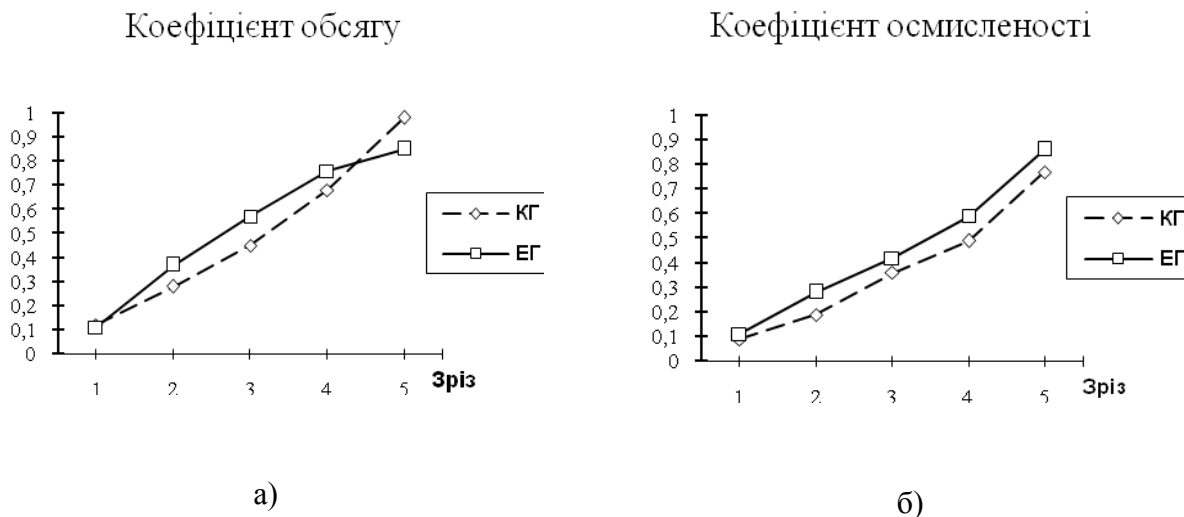 Коефіцієнт обсягу
1
0,9
0,8
0,7
0,6
0,5
0,4
0,3
0,2
0,1
0
1 2 3 4 5 Зріз
КГ
ЕГ
а)
Коефіцієнт осмисленості
1
0,9
0,8
0,7
0,6
0,5
0,4
0,3
0,2
0,1
0
1 2 3 4 5 Зріз
КГ
ЕГ
б)